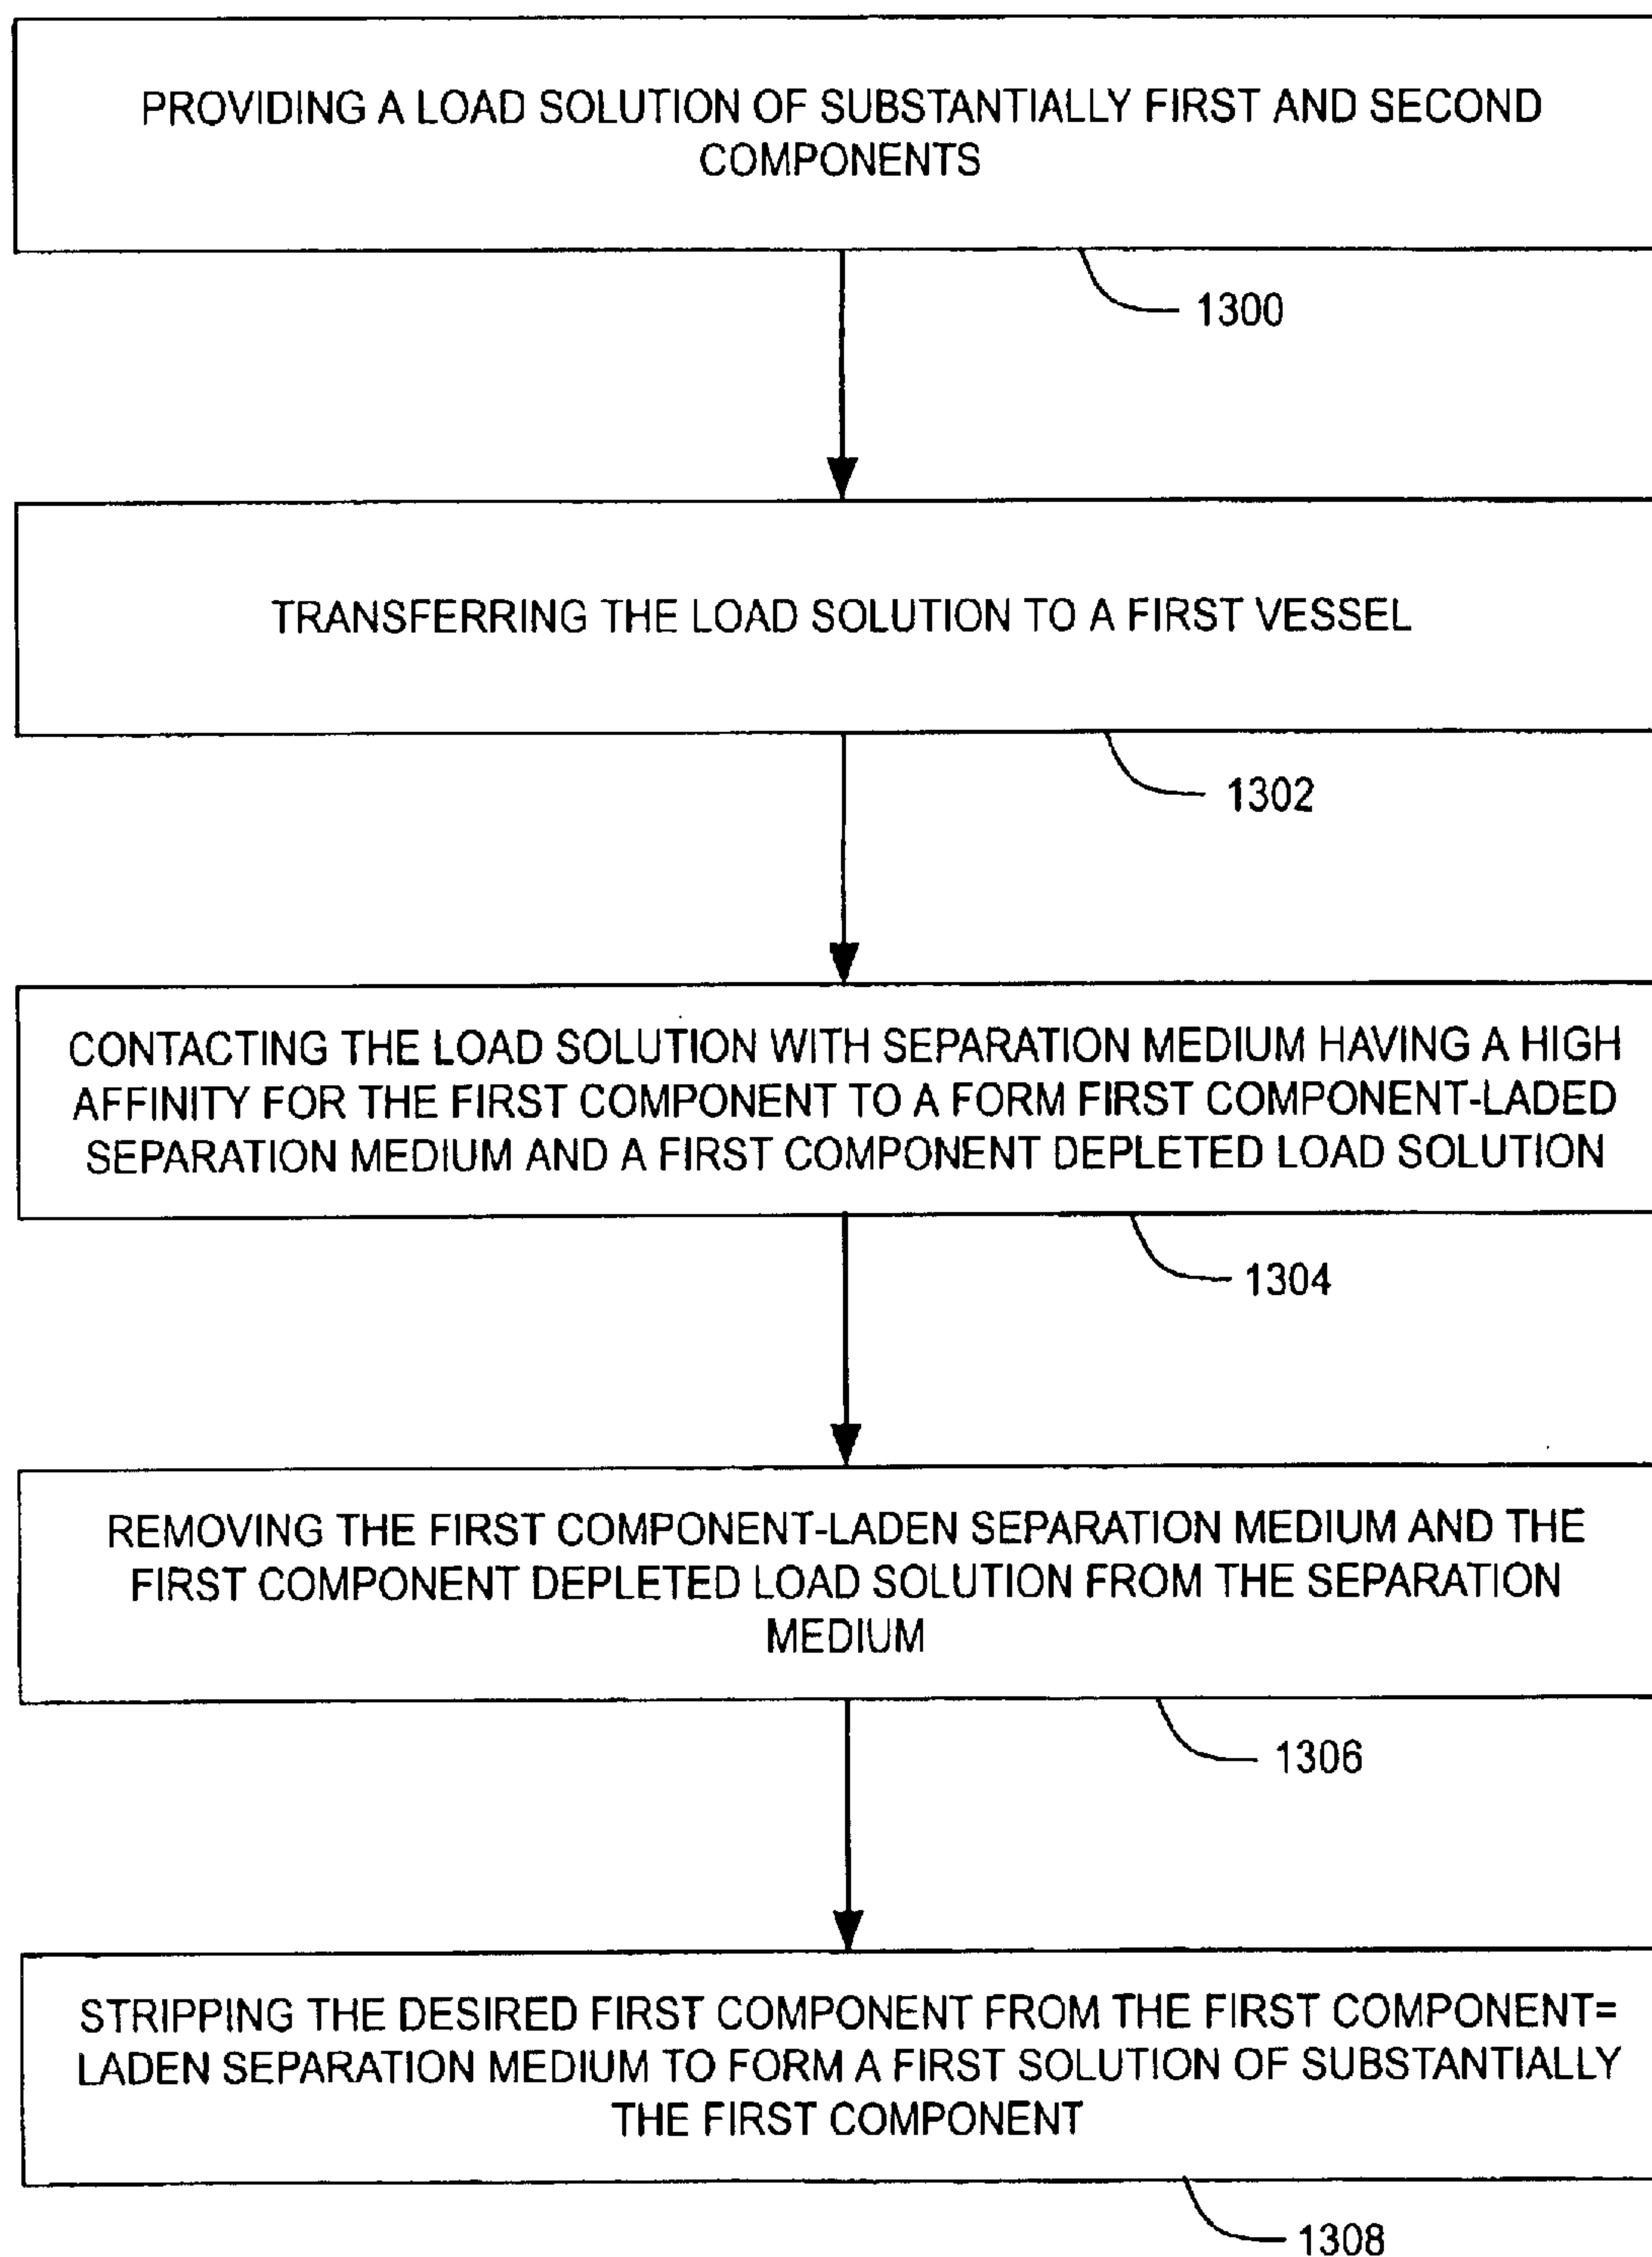 PROVIDING A LOAD SOLUTION OF SUBSTANTIALLY FIRST AND SECOND
COMPONENTS
1300
TRANSFERRING THE LOAD SOLUTION TO A FIRST VESSEL
1302
CONTACTING THE LOAD SOLUTION WITH SEPARATION MEDIUM HAVING A HIGH
AFFINITY FOR THE FIRST COMPONENT TO A FORM FIRST COMPONENT-LADED
SEPARATION MEDIUM AND A FIRST COMPONENT DEPLETED LOAD SOLUTION
1304
REMOVING THE FIRST COMPONENT-LADEN SEPARATION MEDIUM AND THE
FIRST COMPONENT DEPLETED LOAD SOLUTION FROM THE SEPARATION
MEDIUM
1306
STRIPPING THE DESIRED FIRST COMPONENT FROM THE FIRST COMPONENT=
LADEN SEPARATION MEDIUM TO FORM A FIRST SOLUTION OF SUBSTANTIALLY
THE FIRST COMPONENT
1308